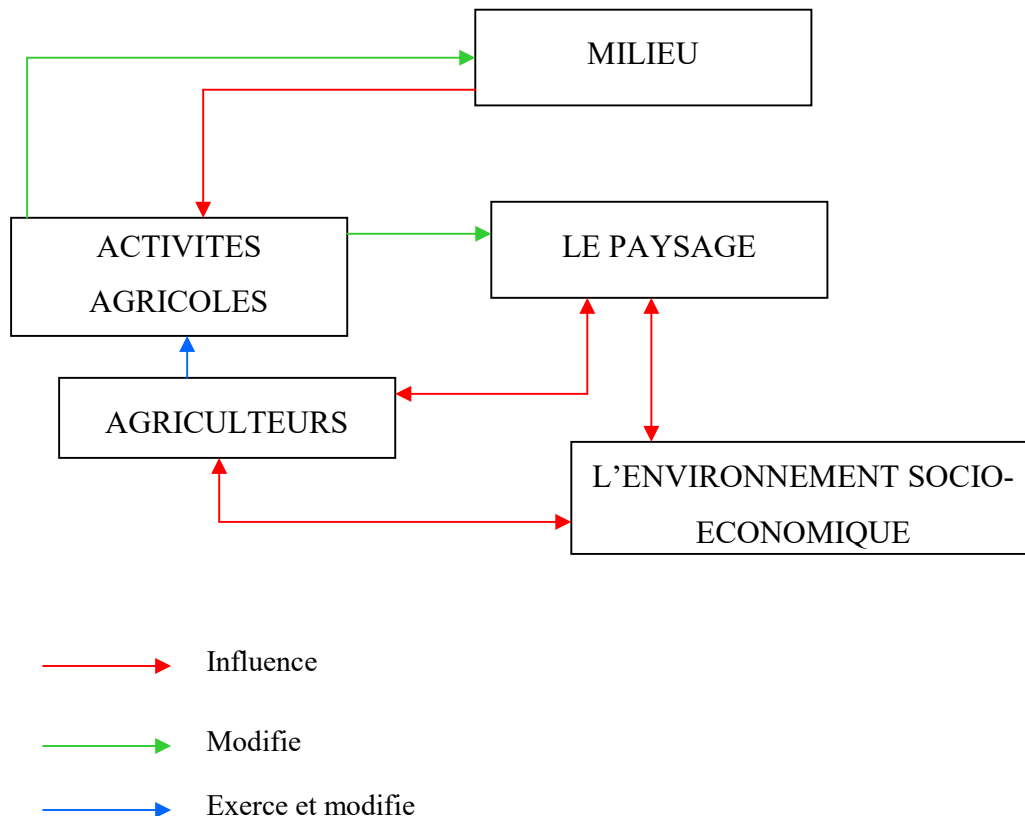 MILIEU
ACTIVITES
AGRICOLES
LE PAYSAGE
AGRICULTEURS
L’ENVIRONNEMENT SOCIO-
ECONOMIQUE
Influence
Modifie
Exerce et modifie